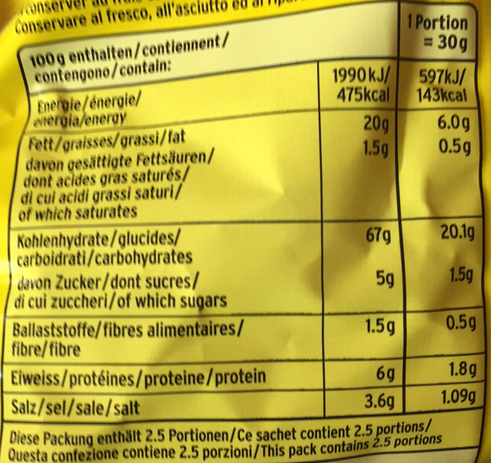 Conservare al fresco, all'asciutto ed al
100g enthalten/contiennent/
contengono/contain:
1 Portion
= 30g
Energie/énergie/
energia/energy
1990kJ/
475kcal
597kJ/
143kcal
Fett/graisses/grassi/fat
20g
6.0g
davon gesättigte Fettsäuren/
dont acides gras saturés/
di cui acidi grassi saturi/
of which saturates
1.5g
0.5g
Kohlenhydrate/glucides/
carboidrati/carbohydrates
67g
20.1g
davon Zucker/dont sucres/
di cui zuccheri/of which sugars
5g
1.5g
Ballaststoffe/fibres alimentaires/
fibre/fibre
1.5g
0.5g
Eiweiss/protéines/proteine/protein
6g
1.8g
Salz/sel/sale/salt
3.6g
1.09g
Diese Packung enthält 2.5 Portionen/Ce sachet contient 2.5 portions/
Questa confezione contiene 2.5 porzioni/This pack contains 2.5 portions